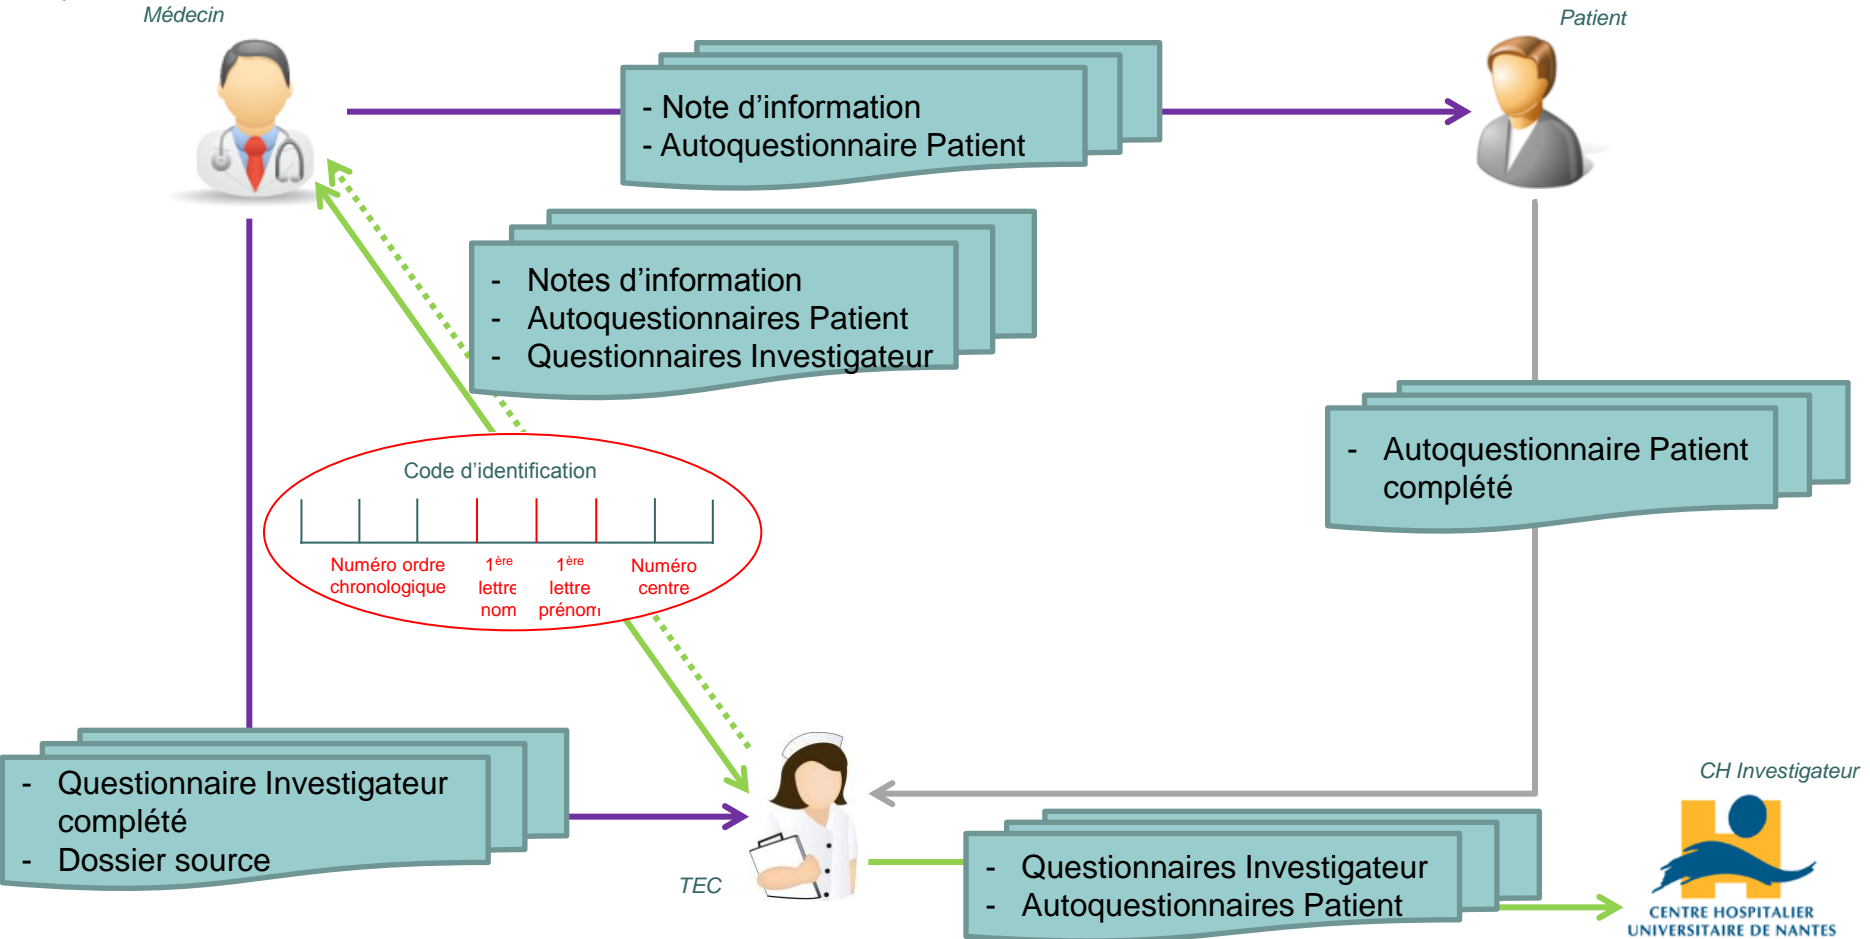 Médecin
Patient
- Note d’information
- Autoquestionnaire Patient
- Notes d’information
- Autoquestionnaires Patient
- Questionnaires Investigateur
- Autoquestionnaire Patient
complété
Code d’identification
Numéro ordre
chronologique
1ère
lettre
nom
1ère
lettre
prénom
Numéro
centre
- Questionnaire Investigateur
complété
- Dossier source
TEC
- Questionnaires Investigateur
- Autoquestionnaires Patient
CH Investigateur
CENTRE HOSPITALIER
UNIVERSITAIRE DE NANTES